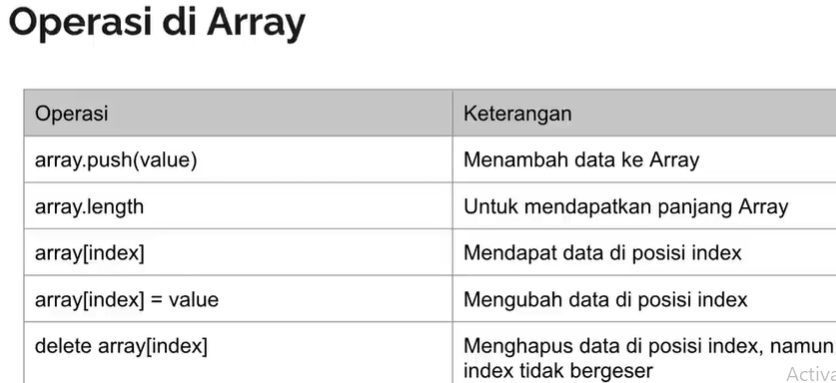 Operasi di Array
Operasi Keterangan
array.push(value) Menambah data ke Array
array.length Untuk mendapatkan panjang Array
array[index] Mendapat data di posisi index
array[index] = value Mengubah data di posisi index
delete array[index] Menghapus data di posisi index, namun
index tidak bergeser
Activa